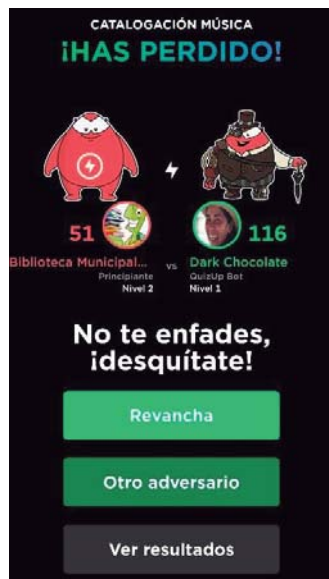 CATALOGACIÓN MÚSICA
¡HAS PERDIDO!
51 116
Biblioteca Municipal... vs Dark Chocolate
Principiante QuizUp Bot
Nivel 2 Nivel 1
No te enfades,
¡desquítate!
Revancha
Otro adversario
Ver resultados